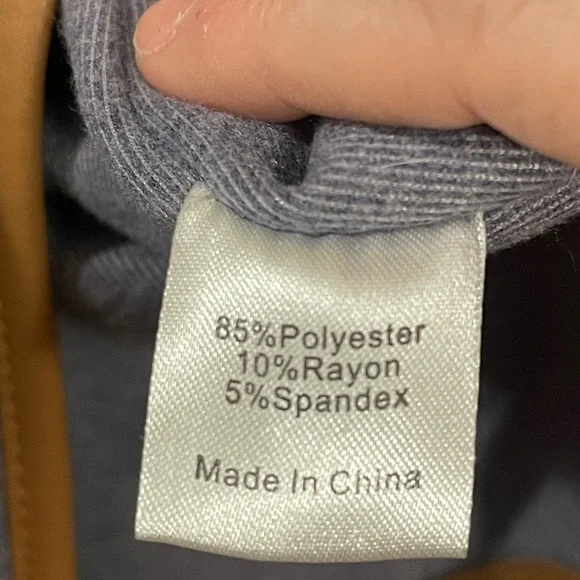 85%Polyester
10%Rayon
5%Spandex
Made In China